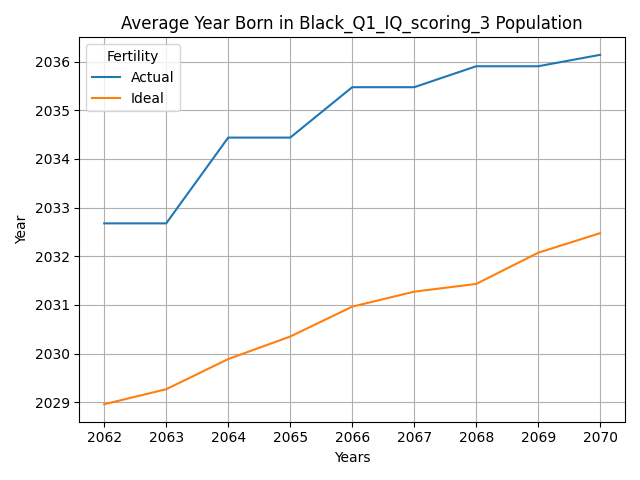 Average Year Born in Black_Q1_IQ_scoring_3 Population
Fertility
Actual
Ideal
2036
2035
2034
2033
2032
2031
2030
2029
Year
2062 2063 2064 2065 2066 2067 2068 2069 2070
Years